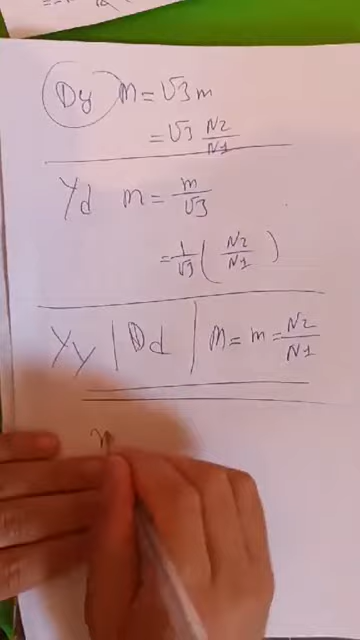 Dy M = √3 m
= √3 N2/N1
Yd m = m/√3
= 1/√3 ( N2/N1 )
Yy | Dd | M = m = N2/N1